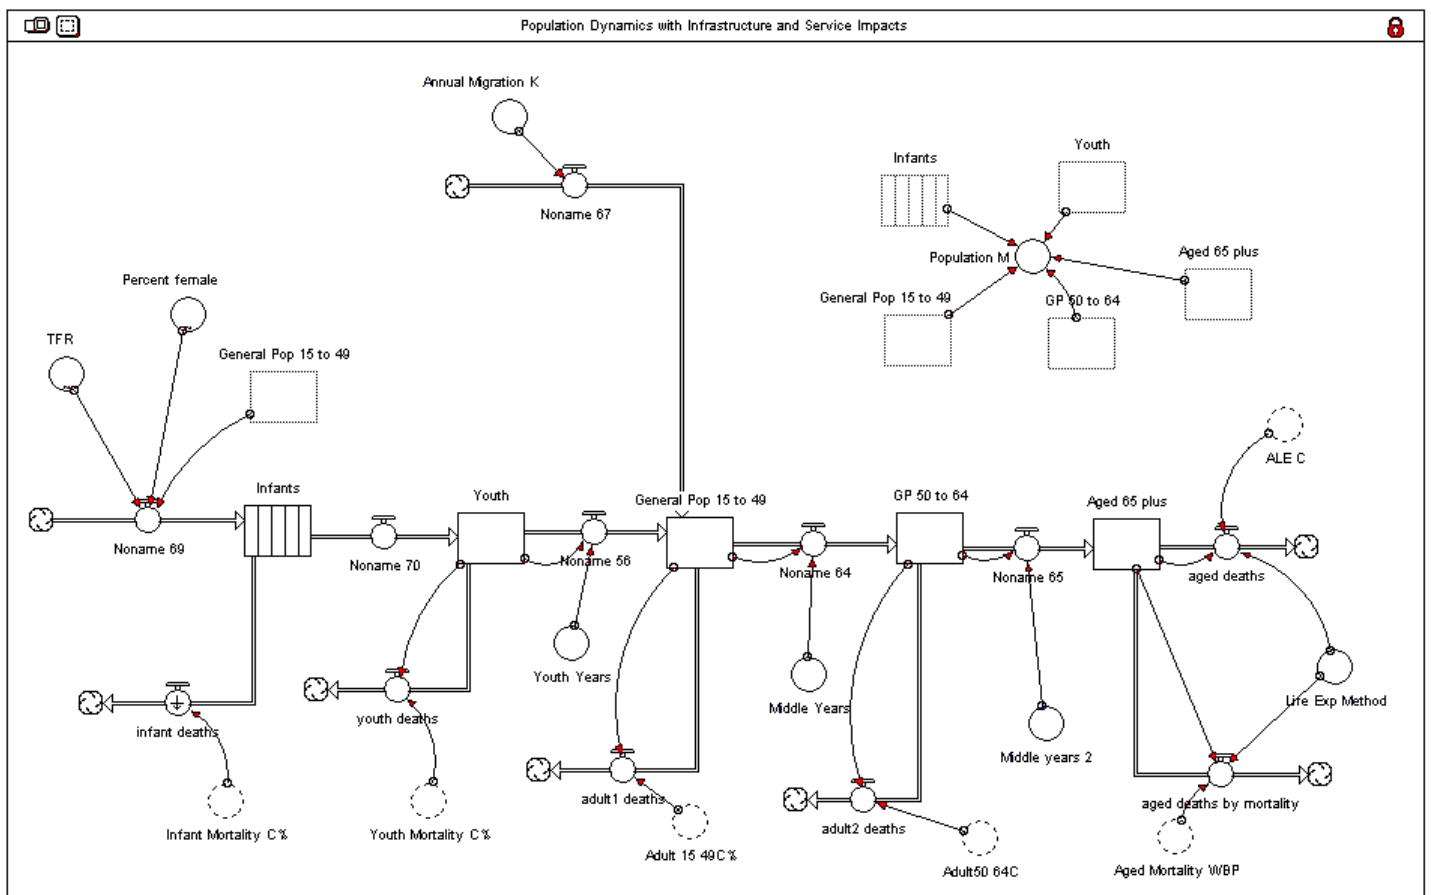 Population Dynamics with Infrastructure and Service Impacts
Annual Migration K
Noname 67
Infants
Youth
Population M
Aged 65 plus
General Pop 15 to 49
GP 50 to 64
Percent female
TFR
General Pop 15 to 49
ALE C
Infants
Youth
General Pop 15 to 49
GP 50 to 64
Aged 65 plus
Noname 69
Noname 70
Noname 56
Noname 64
Noname 65
aged deaths
Youth Years
Middle Years
Life Exp Method
infant deaths
youth deaths
Middle years 2
adult1 deaths
adult2 deaths
aged deaths by mortality
Infant Mortality C%
Youth Mortality C%
Adult 15 49C%
Adult50 64C
Aged Mortality WBP